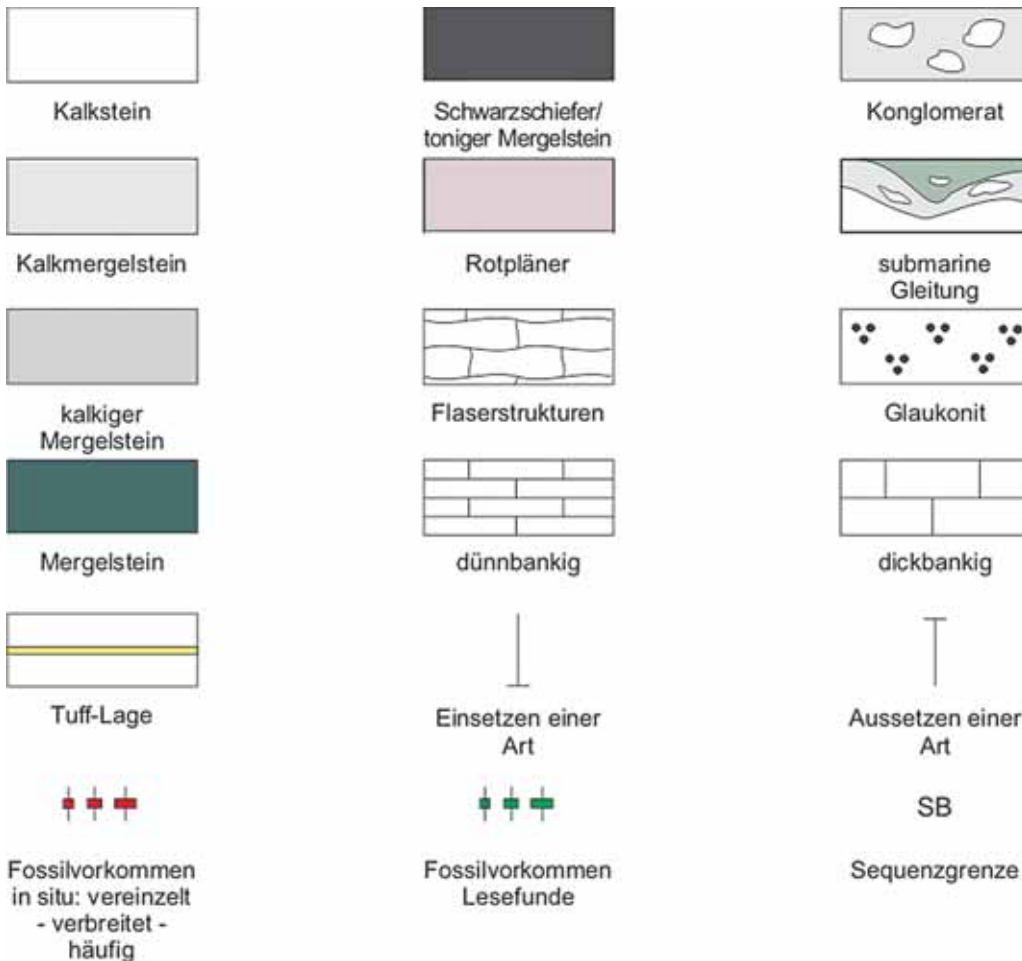 Kalkstein
Schwarzschiefer/
toniger Mergelstein
Konglomerat
Kalkmergelstein
Rotpläner
submarine
Gleitung
kalkiger
Mergelstein
Flaserstrukturen
Glaukonit
Mergelstein
dünnbankig
dickbankig
Tuff-Lage
Einsetzen einer
Art
Aussetzen einer
Art
SB
Fossilvorkommen
in situ: vereinzelt
- verbreitet -
häufig
Fossilvorkommen
Lesefunde
Sequenzgrenze